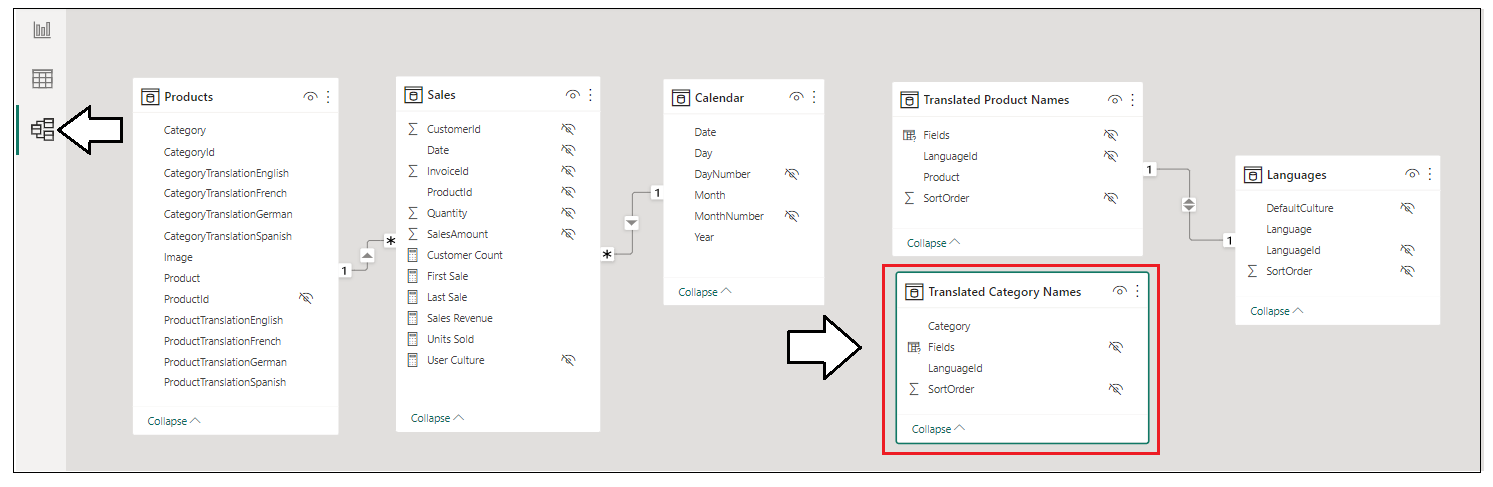 Products
Category
CategoryId
CategoryTranslationEnglish
CategoryTranslationFrench
CategoryTranslationGerman
CategoryTranslationSpanish
Image
Product
ProductId
ProductTranslationEnglish
ProductTranslationFrench
ProductTranslationGerman
ProductTranslationSpanish
Collapse
1
*
Sales
CustomerId
Date
InvoiceId
ProductId
Quantity
SalesAmount
Customer Count
First Sale
Last Sale
Sales Revenue
Units Sold
User Culture
Collapse
*
1
Calendar
Date
Day
DayNumber
Month
MonthNumber
Year
Collapse
Translated Product Names
Fields
LanguageId
Product
SortOrder
Collapse
1
1
Translated Category Names
Category
Fields
LanguageId
SortOrder
Collapse
Languages
DefaultCulture
Language
LanguageId
SortOrder
Collapse